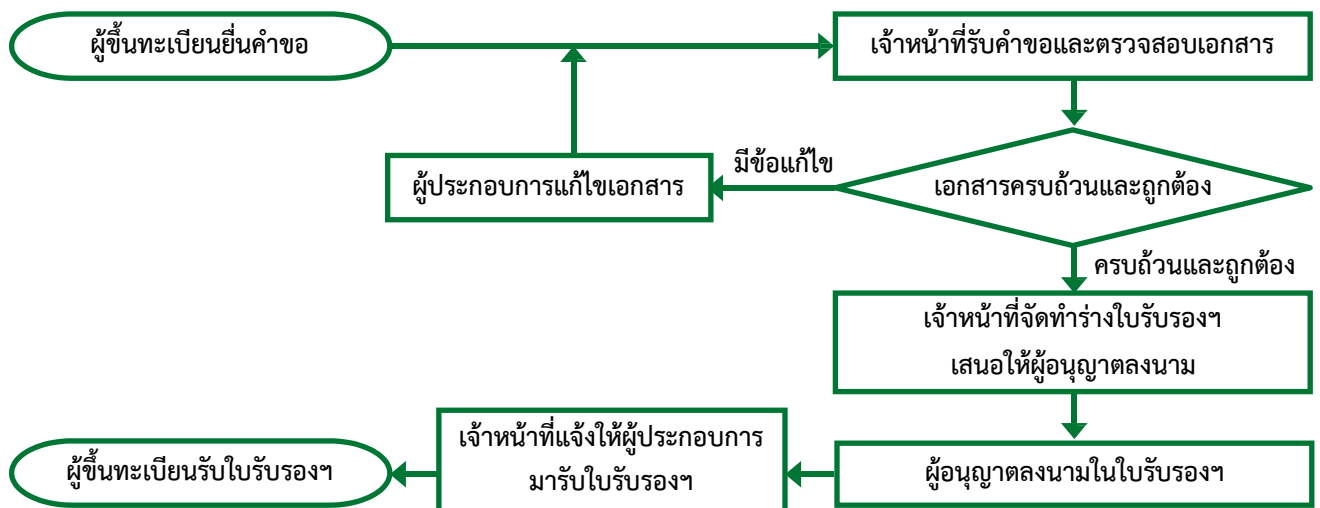 ผู้ขึ้นทะเบียนยื่นคำขอ
เจ้าหน้าที่รับคำขอและตรวจสอบเอกสาร
มีข้อแก้ไข
ผู้ประกอบการแก้ไขเอกสาร
เอกสารครบถ้วนและถูกต้อง
ครบถ้วนและถูกต้อง
เจ้าหน้าที่จัดทำร่างใบรับรองฯ
เสนอให้ผู้อนุญาตลงนาม
ผู้อนุญาตลงนามในใบรับรองฯ
เจ้าหน้าที่แจ้งให้ผู้ประกอบการ
มารับใบรับรองฯ
ผู้ขึ้นทะเบียนรับใบรับรองฯ